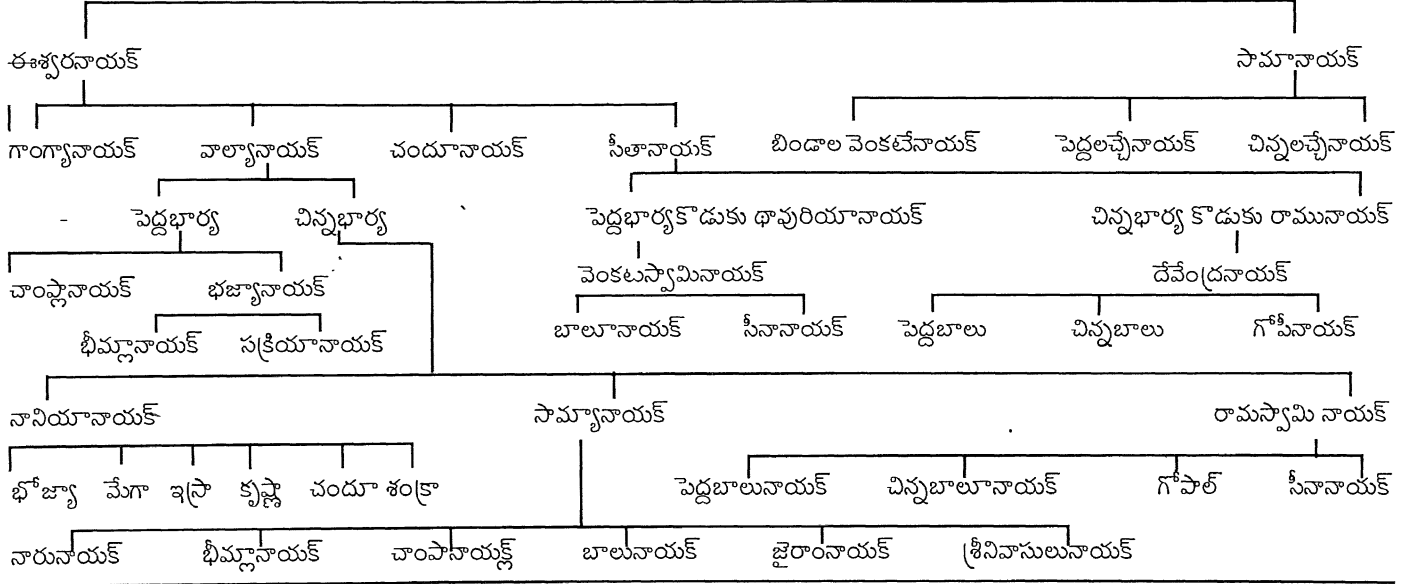 ఈశ్వరనాయక్ సామానాయక్
గాంగ్యానాయక్ వాల్యానాయక్ చందూనాయక్ సీతానాయక్ బిండాల వెంకటేనాయక్ పెద్దలచ్చేనాయక్ చిన్నలచ్చేనాయక్
పెద్దభార్య చిన్నభార్య పెద్దభార్యకొడుకు థావురియానాయక్ చిన్నభార్య కొడుకు రామునాయక్
చాంప్లానాయక్ భజ్యానాయక్ వెంకటస్వామినాయక్ దేవేంద్రనాయక్
భీమ్లానాయక్ సక్రియానాయక్ బాలూనాయక్ సీనానాయక్ పెద్దబాలు చిన్నబాలు గోపీనాయక్
నానియానాయక్ సామ్యానాయక్ రామస్వామి నాయక్
భోజ్యా మేగా ఇస్రా కృష్ణా చందూ శంక్రా పెద్దబాలునాయక్ చిన్నబాలూనాయక్ గోపాల్ సీనానాయక్
నారునాయక్ భీమ్లానాయక్ చాంపానాయక్ల్ బాలునాయక్ జైరాంనాయక్ శ్రీనివాసులునాయక్